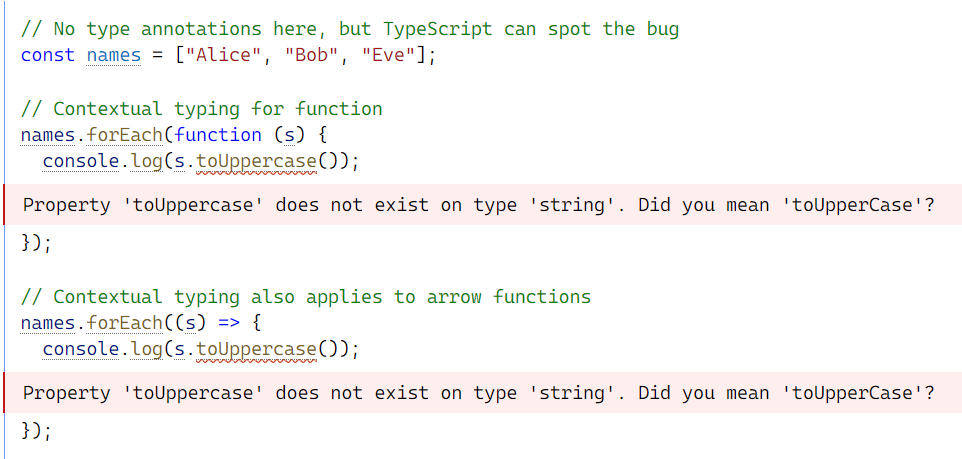 // No type annotations here, but TypeScript can spot the bug
const names = ["Alice", "Bob", "Eve"];
// Contextual typing for function
names.forEach(function (s) {
  console.log(s.toUppercase());
Property 'toUppercase' does not exist on type 'string'. Did you mean 'toUpperCase'?
});
// Contextual typing also applies to arrow functions
names.forEach((s) => {
  console.log(s.toUppercase());
Property 'toUppercase' does not exist on type 'string'. Did you mean 'toUpperCase'?
});